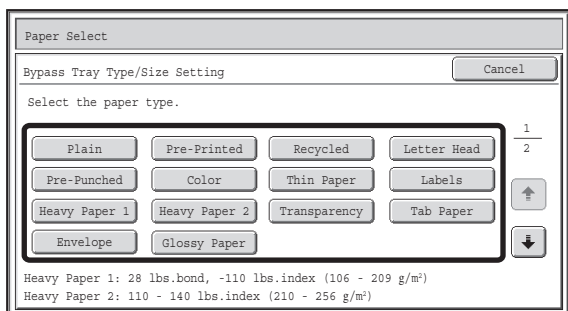 Paper Select
Bypass Tray Type/Size Setting Cancel
Select the paper type.
1
2
Plain Pre-Printed Recycled Letter Head
Pre-Punched Color Thin Paper Labels
Heavy Paper 1 Heavy Paper 2 Transparency Tab Paper
Envelope Glossy Paper
Heavy Paper 1: 28 lbs.bond, -110 lbs.index (106 - 209 g/m²)
Heavy Paper 2: 110 - 140 lbs.index (210 - 256 g/m²)